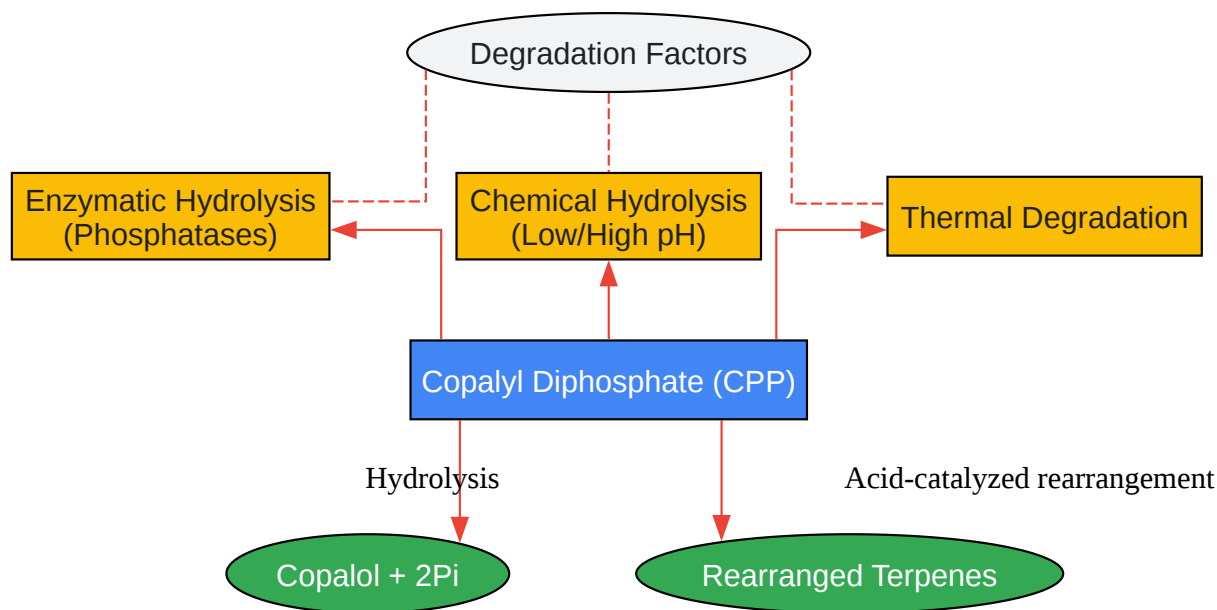 Degradation Factors
Enzymatic Hydrolysis
(Phosphatases)
Chemical Hydrolysis
(Low/High pH)
Thermal Degradation
Copalyl Diphosphate (CPP)
Hydrolysis
Acid-catalyzed rearrangement
Copalol + 2Pi
Rearranged Terpenes